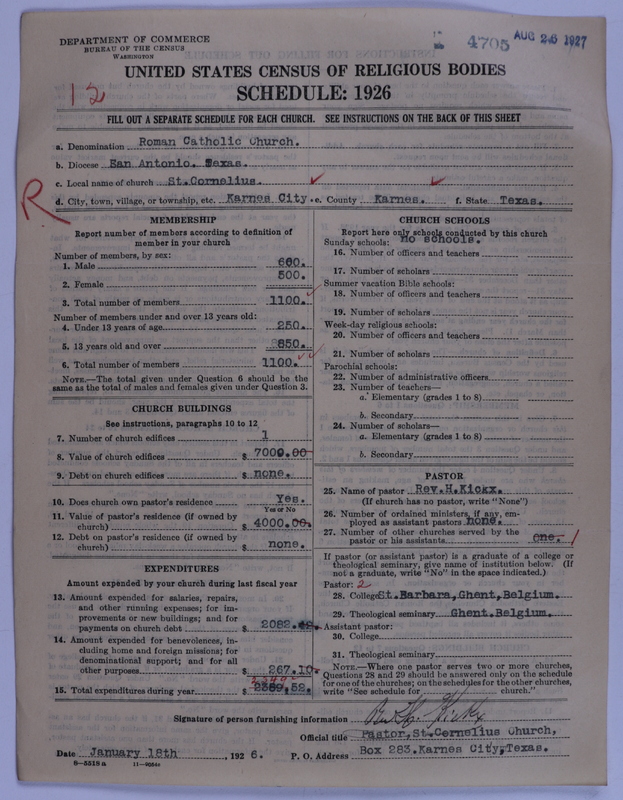 DEPARTMENT OF COMMERCE
BUREAU OF THE CENSUS
WASHINGTON
4705 AUG 26 1927
UNITED STATES CENSUS OF RELIGIOUS BODIES
SCHEDULE: 1926
12
FILL OUT A SEPARATE SCHEDULE FOR EACH CHURCH. SEE INSTRUCTIONS ON THE BACK OF THIS SHEET
a. Denomination Roman Catholic Church.
b. Diocese San Antonio. Texas.
c. Local name of church St.Cornelius.
d. City, town, village, or township, etc. Karnes City. e. County Karnes. f. State Texas.
R
MEMBERSHIP
Report number of members according to definition of
member in your church
Number of members, by sex:
1. Male 600.
2. Female 500.
3. Total number of members 1100.
Number of members under and over 13 years old:
4. Under 13 years of age 250.
5. 13 years old and over 850.
6. Total number of members 1100.
NOTE.—The total given under Question 6 should be the
same as the total of males and females given under Question 3.
CHURCH BUILDINGS
See instructions, paragraphs 10 to 12
7. Number of church edifices 1
8. Value of church edifices $ 7000.00
9. Debt on church edifices $ none.
10. Does church own pastor's residence Yes.
Yes or No
11. Value of pastor's residence (if owned by
church) $ 4000.00.
12. Debt on pastor's residence (if owned by
church) $ none.
EXPENDITURES
Amount expended by your church during last fiscal year
13. Amount expended for salaries, repairs,
and other running expenses; for im-
provements or new buildings; and for
payments on church debt $ 2082.42.
14. Amount expended for benevolences, in-
cluding home and foreign missions; for
denominational support; and for all
other purposes $ 267.10.
2349
15. Total expenditures during year $ 2359.52.
CHURCH SCHOOLS
Report here only schools conducted by this church
Sunday schools: no schools.
16. Number of officers and teachers
17. Number of scholars
Summer vacation Bible schools:
18. Number of officers and teachers
19. Number of scholars
Week-day religious schools:
20. Number of officers and teachers
21. Number of scholars
Parochial schools:
22. Number of administrative officers
23. Number of teachers—
a. Elementary (grades 1 to 8)
b. Secondary
24. Number of scholars—
a. Elementary (grades 1 to 8)
b. Secondary
PASTOR
25. Name of pastor Rev.H.Kickx.
(If church has no pastor, write "None")
26. Number of ordained ministers, if any, em-
ployed as assistant pastors none.
27. Number of other churches served by the
pastor or his assistants one. 1
If pastor (or assistant pastor) is a graduate of a college or
theological seminary, give name of institution below. (If
not a graduate, write "No" in the space indicated.)
Pastor: 2
28. College St.Barbara,Ghent,Belgium.
29. Theological seminary Ghent.Belgium.
Assistant pastor:
30. College
31. Theological seminary
NOTE.—Where one pastor serves two or more churches,
Questions 28 and 29 should be answered only on the schedule
for one of the churches; on the schedules for the other churches,
write "See schedule for church."
Signature of person furnishing information Rev H. Kickx
Official title Pastor,St.Cornelius Church,
Date January 18th, 192 6. P. O. Address Box 283.Karnes City,Texas.
8—5518a 11—9054a